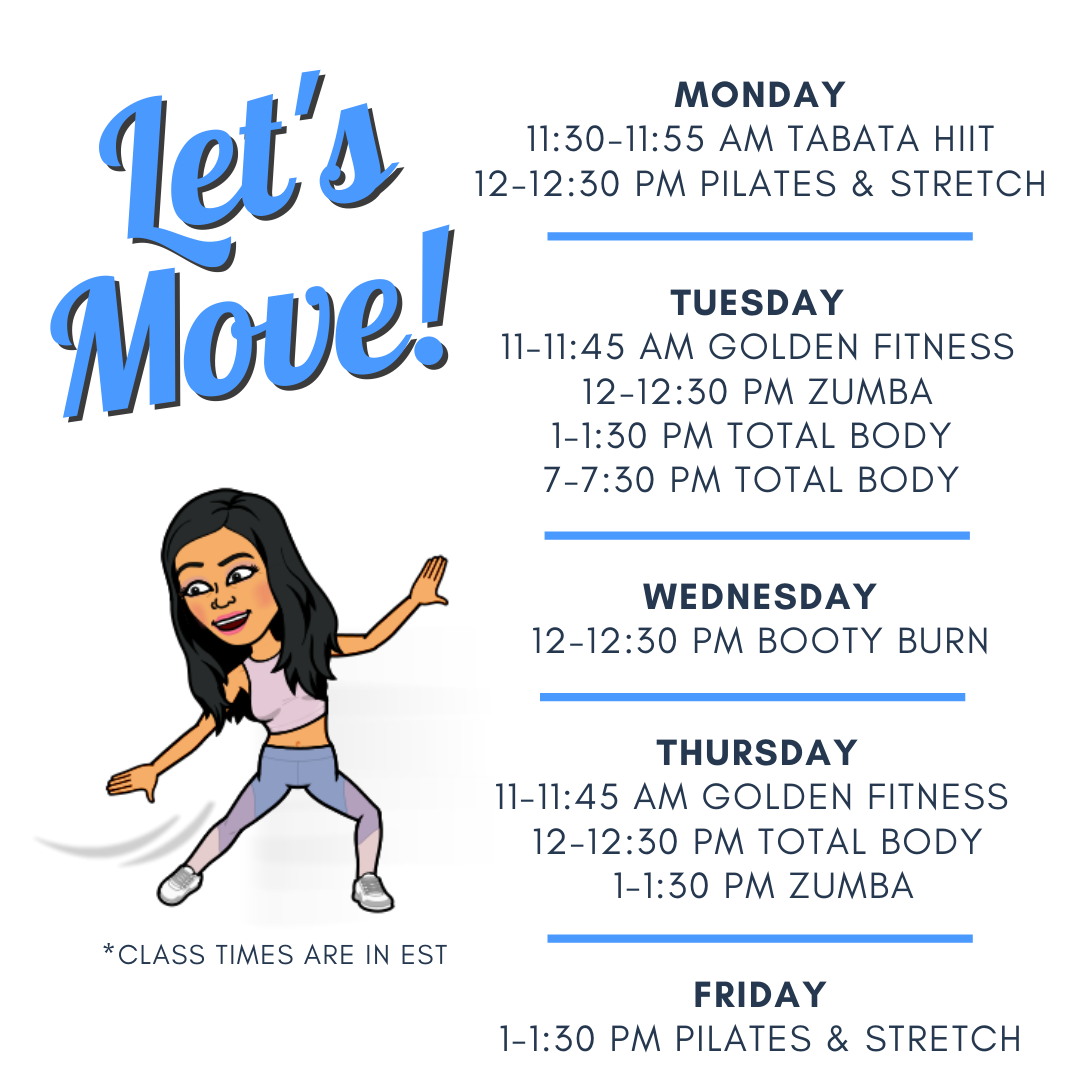 Let's
Move!
MONDAY
11:30-11:55 AM TABATA HIIT
12-12:30 PM PILATES & STRETCH
TUESDAY
11-11:45 AM GOLDEN FITNESS
12-12:30 PM ZUMBA
1-1:30 PM TOTAL BODY
7-7:30 PM TOTAL BODY
WEDNESDAY
12-12:30 PM BOOTY BURN
THURSDAY
11-11:45 AM GOLDEN FITNESS
12-12:30 PM TOTAL BODY
1-1:30 PM ZUMBA
FRIDAY
1-1:30 PM PILATES & STRETCH
*CLASS TIMES ARE IN EST